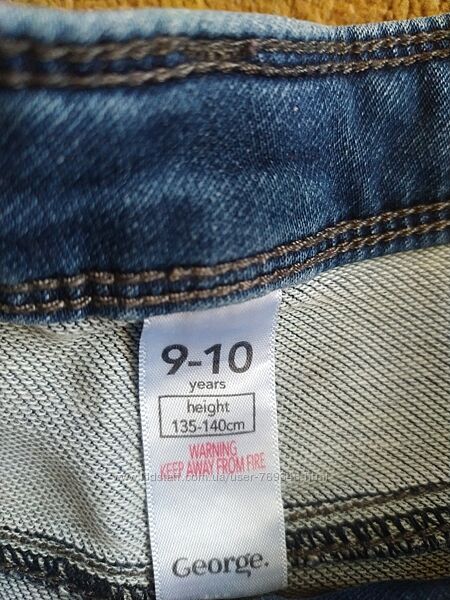 9-10
years
height
135-140cm
WARNING
KEEP AWAY FROM FIRE
George.